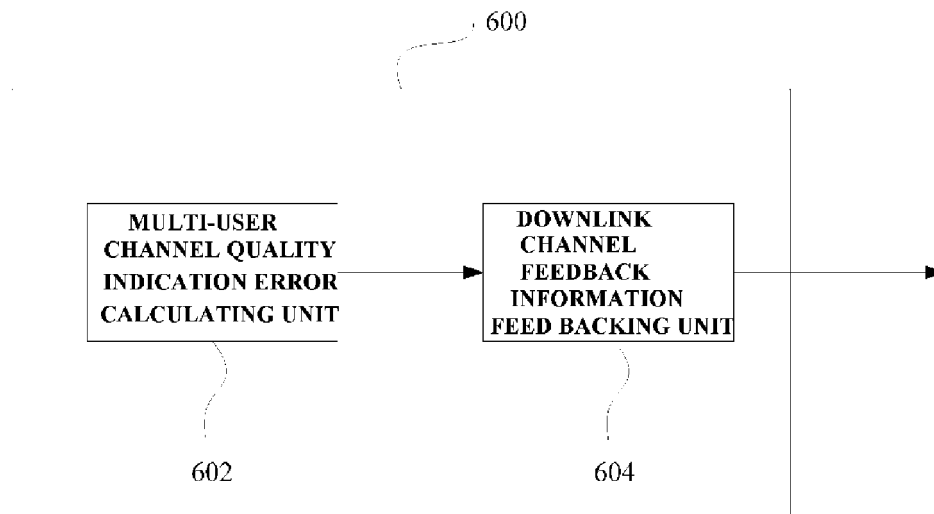 600
MULTI-USER
CHANNEL QUALITY
INDICATION ERROR
CALCULATING UNIT
DOWNLINK
CHANNEL
FEEDBACK
INFORMATION
FEED BACKING UNIT
602
604